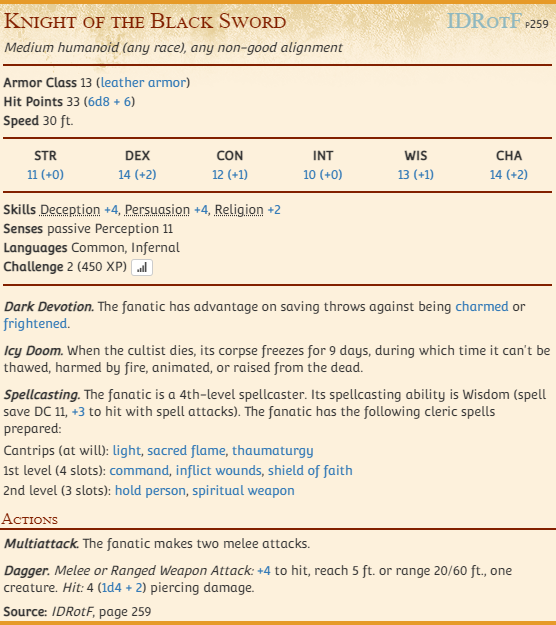 Knight of the Black Sword IDRotF p259
Medium humanoid (any race), any non-good alignment
Armor Class 13 (leather armor)
Hit Points 33 (6d8 + 6)
Speed 30 ft.
STR DEX CON INT WIS CHA
11 (+0) 14 (+2) 12 (+1) 10 (+0) 13 (+1) 14 (+2)
Skills Deception +4, Persuasion +4, Religion +2
Senses passive Perception 11
Languages Common, Infernal
Challenge 2 (450 XP)
Dark Devotion. The fanatic has advantage on saving throws against being charmed or
frightened.
Icy Doom. When the cultist dies, its corpse freezes for 9 days, during which time it can't be
thawed, harmed by fire, animated, or raised from the dead.
Spellcasting. The fanatic is a 4th-level spellcaster. Its spellcasting ability is Wisdom (spell
save DC 11, +3 to hit with spell attacks). The fanatic has the following cleric spells
prepared:
Cantrips (at will): light, sacred flame, thaumaturgy
1st level (4 slots): command, inflict wounds, shield of faith
2nd level (3 slots): hold person, spiritual weapon
Actions
Multiattack. The fanatic makes two melee attacks.
Dagger. Melee or Ranged Weapon Attack: +4 to hit, reach 5 ft. or range 20/60 ft., one
creature. Hit: 4 (1d4 + 2) piercing damage.
Source: IDRotF, page 259